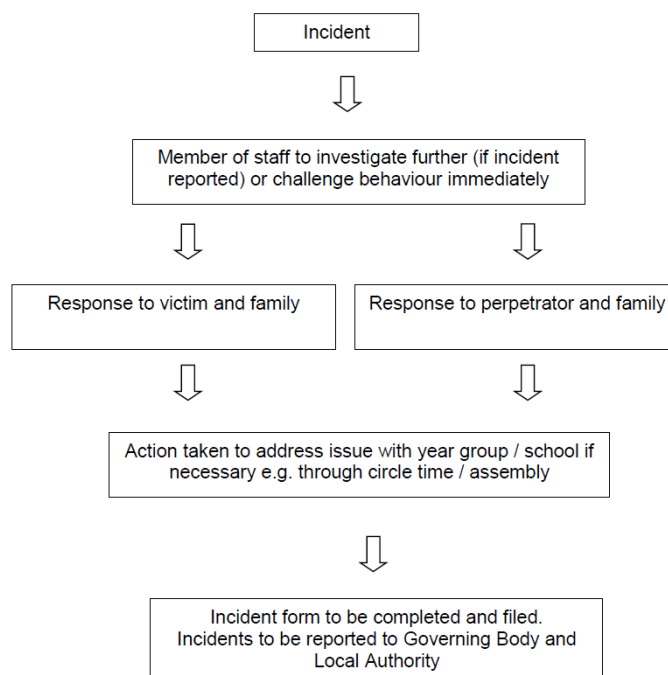 Incident
Member of staff to investigate further (if incident
reported) or challenge behaviour immediately
Response to victim and family
Response to perpetrator and family
Action taken to address issue with year group / school if
necessary e.g. through circle time / assembly
Incident form to be completed and filed.
Incidents to be reported to Governing Body and
Local Authority